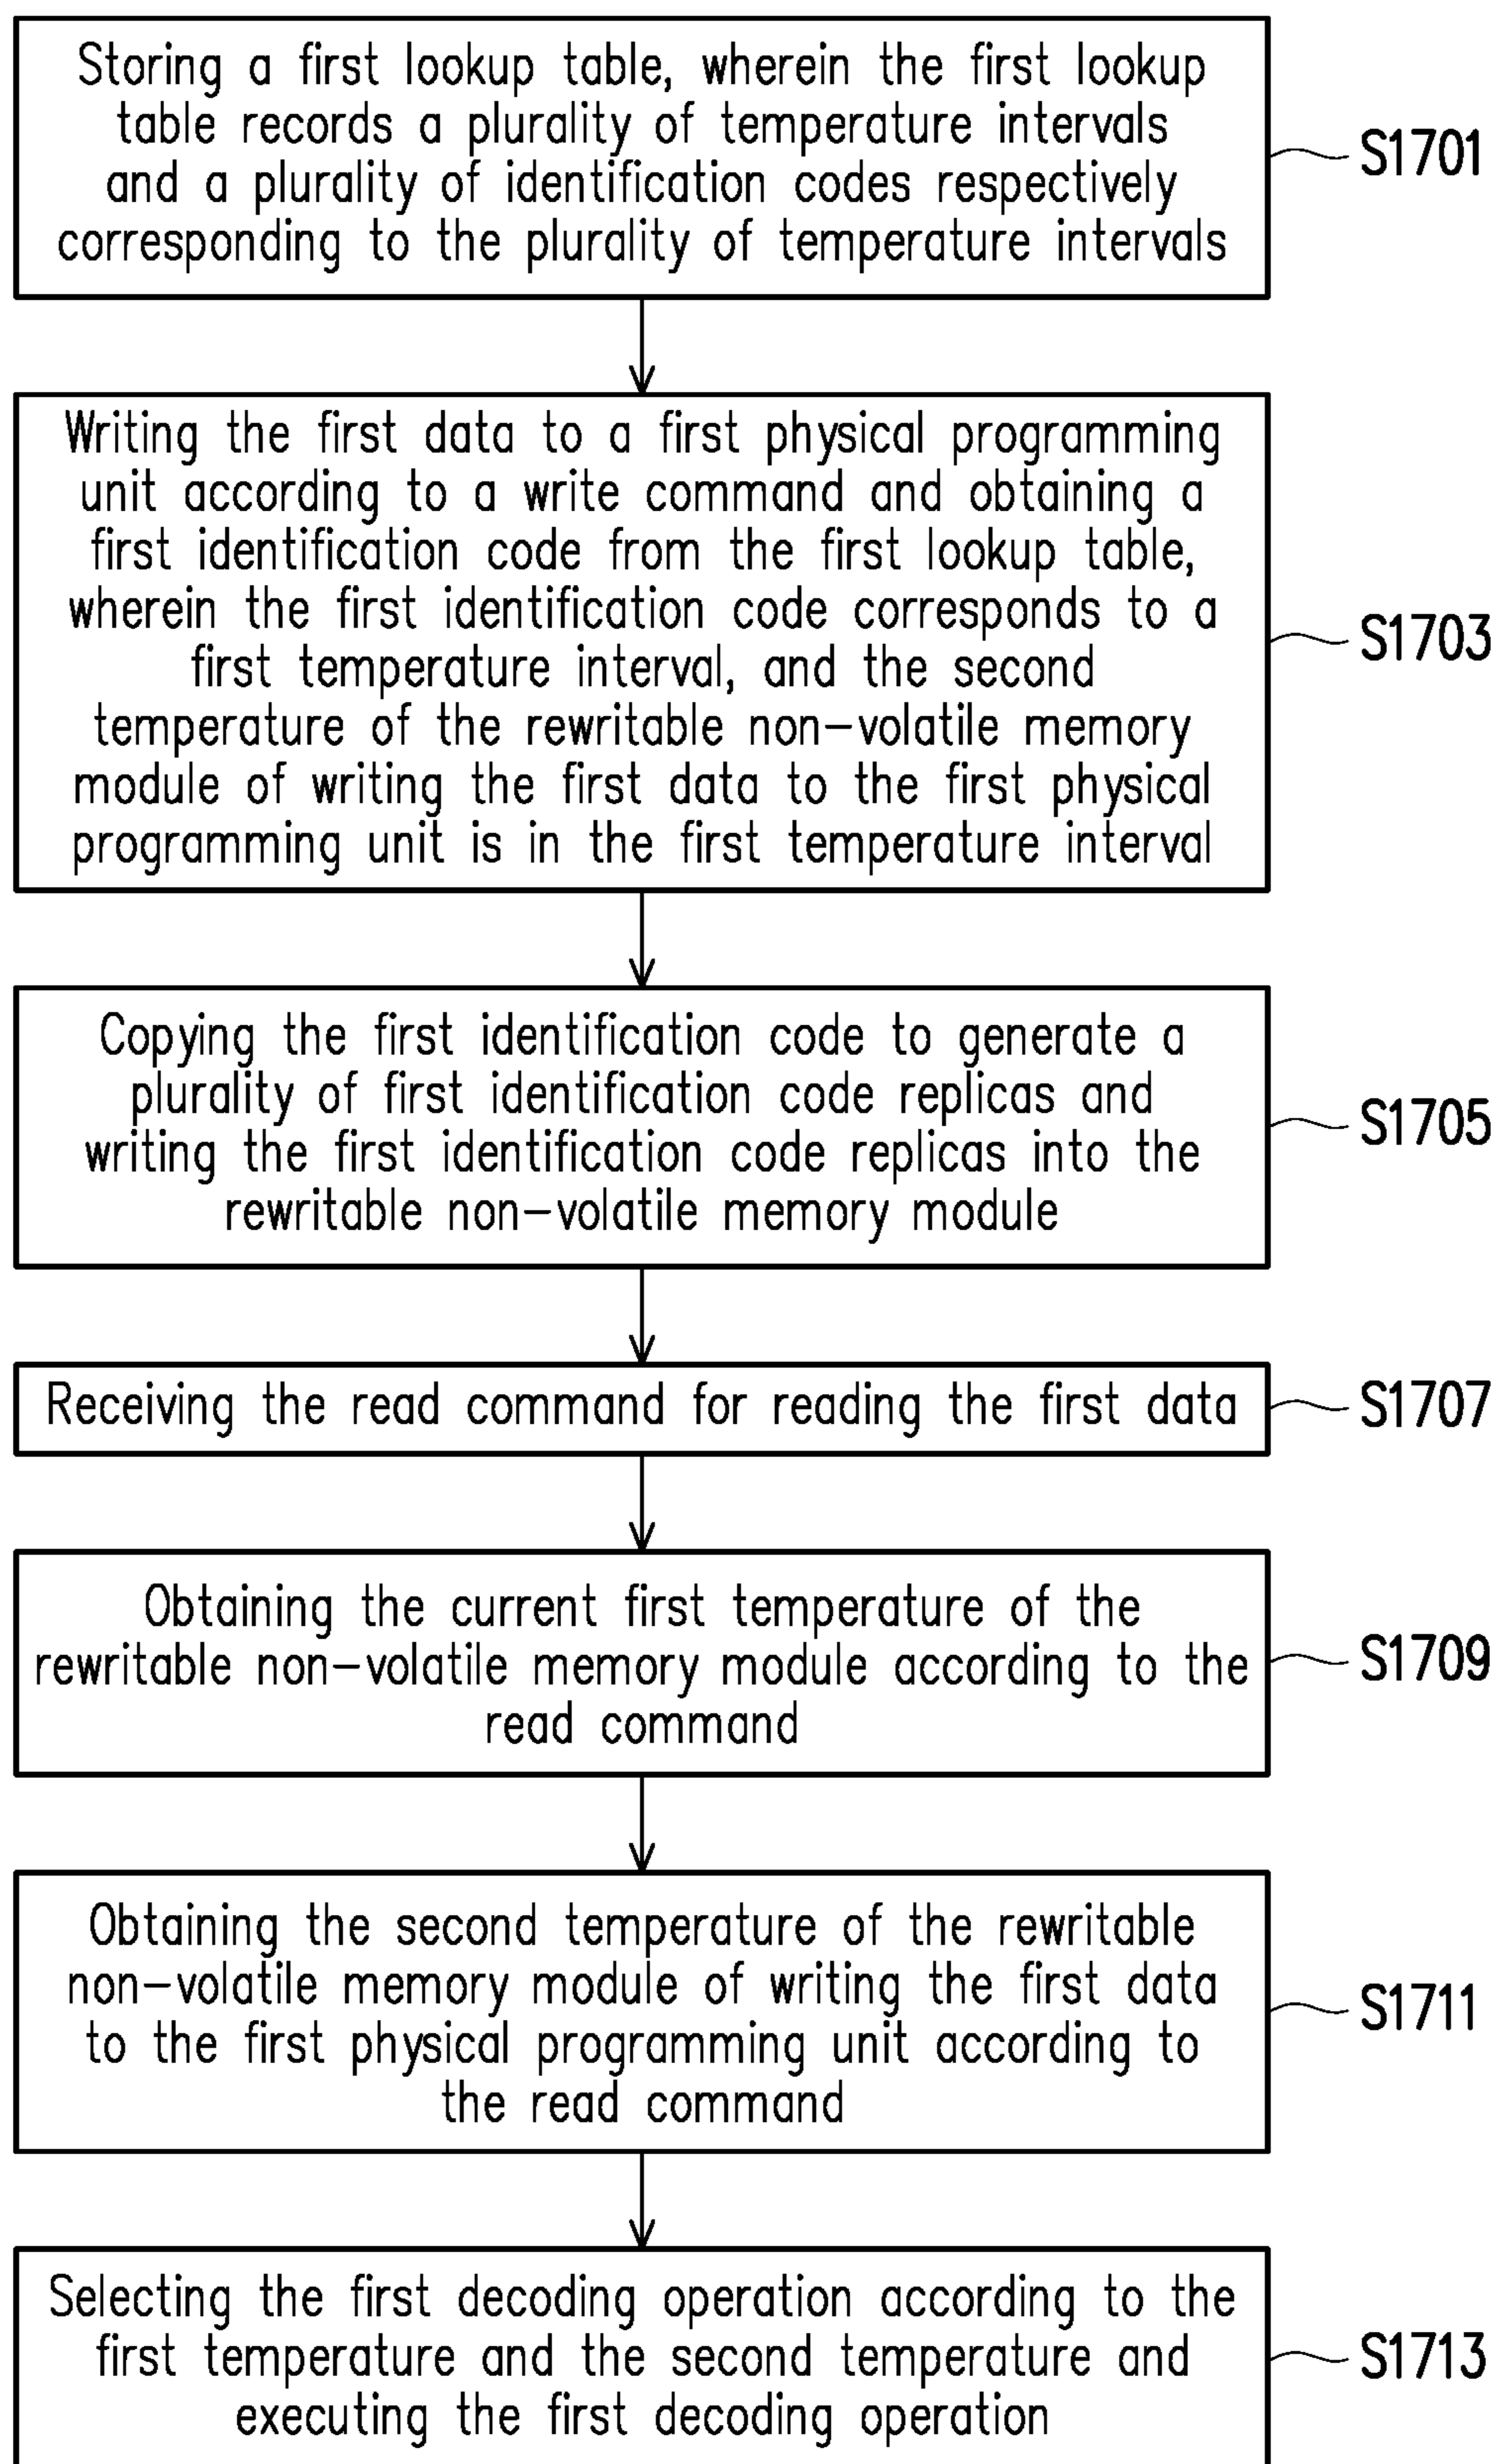 Storing a first lookup table, wherein the first lookup
table records a plurality of temperature intervals
and a plurality of identification codes respectively
corresponding to the plurality of temperature intervals
S1701
Writing the first data to a first physical programming
unit according to a write command and obtaining a
first identification code from the first lookup table,
wherein the first identification code corresponds to a
first temperature interval, and the second
temperature of the rewritable non-volatile memory
module of writing the first data to the first physical
programming unit is in the first temperature interval
S1703
Copying the first identification code to generate a
plurality of first identification code replicas and
writing the first identification code replicas into the
rewritable non-volatile memory module
S1705
Receiving the read command for reading the first data
S1707
Obtaining the current first temperature of the
rewritable non-volatile memory module according to the
read command
S1709
Obtaining the second temperature of the rewritable
non-volatile memory module of writing the first data
to the first physical programming unit according to
the read command
S1711
Selecting the first decoding operation according to the
first temperature and the second temperature and
executing the first decoding operation
S1713